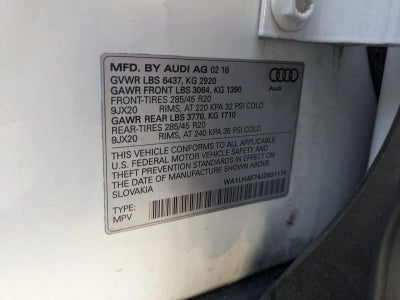 MFD. BY AUDI AG 02 18
GVWR LBS 6437, KG 2920
GAWR FRONT LBS 3064, KG 1390
FRONT-TIRES 285/45 R20
9JX20 RIMS, AT 220 KPA 32 PSI COLD
GAWR REAR LBS 3770, KG 1710
REAR-TIRES 285/45 R20
9JX20 RIMS, AT 240 KPA 35 PSI COLD
THIS VEHICLE CONFORMS TO ALL APPLICABLE
U.S. FEDERAL MOTOR VEHICLE SAFETY AND
THEFT PREVENTION STANDARDS IN EFFECT ON
THE DATE OF MANUFACTURE SHOWN ABOVE.
SLOVAKIA
WA1LHAF7AJD021174
TYPE:
MPV
Audi